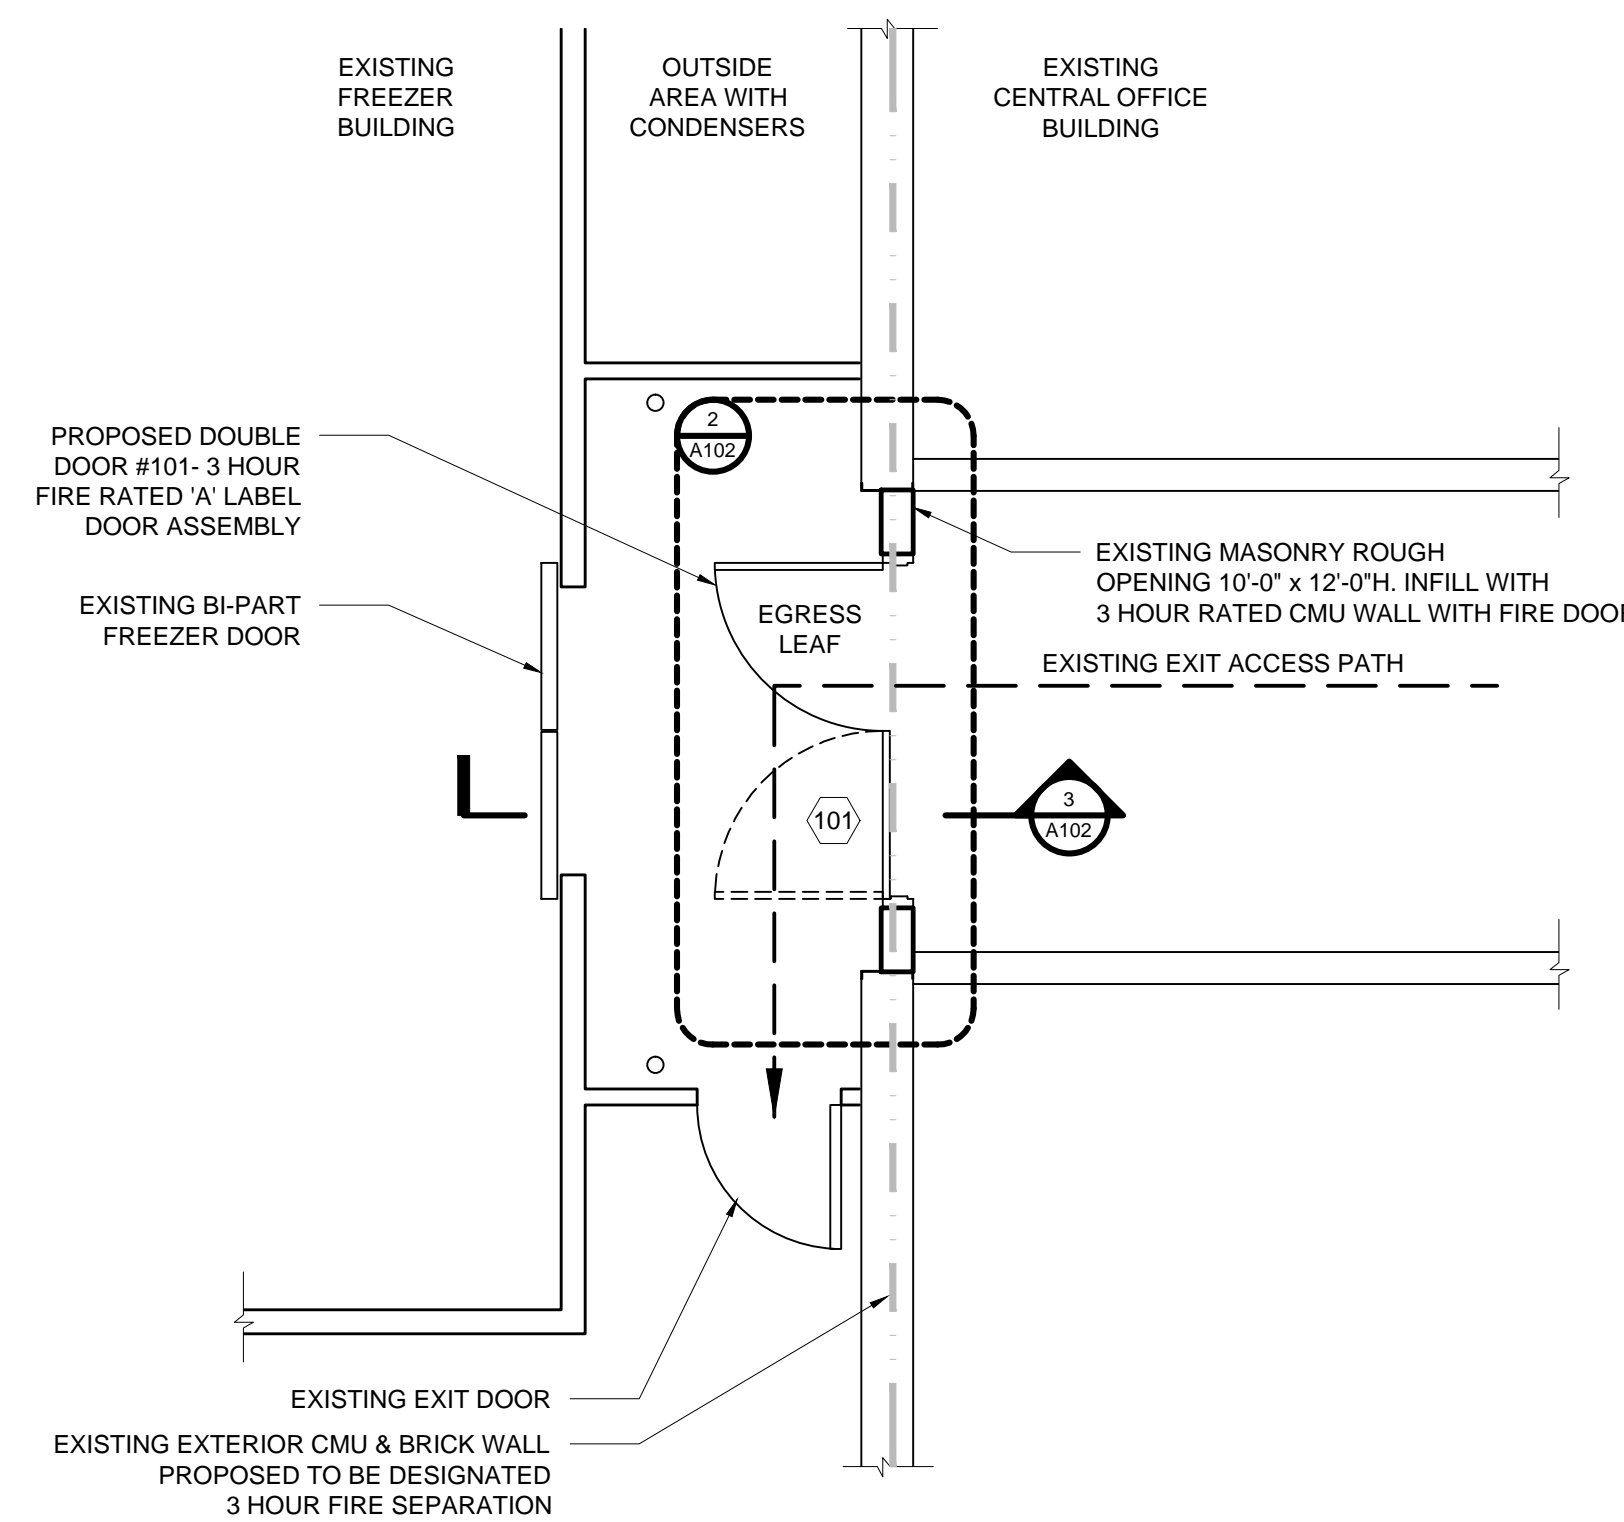 EXISTING
FREEZER
BUILDING
OUTSIDE
AREA WITH
CONDENSERS
EXISTING
CENTRAL OFFICE
BUILDING
2
A102
PROPOSED DOUBLE
DOOR #101- 3 HOUR
FIRE RATED 'A' LABEL
DOOR ASSEMBLY
EXISTING MASONRY ROUGH
OPENING 10'-0" x 12'-0"H. INFILL WITH
3 HOUR RATED CMU WALL WITH FIRE DOOR
EXISTING BI-PART
FREEZER DOOR
EGRESS
LEAF
EXISTING EXIT ACCESS PATH
101
3
A102
EXISTING EXIT DOOR
EXISTING EXTERIOR CMU & BRICK WALL
PROPOSED TO BE DESIGNATED
3 HOUR FIRE SEPARATION